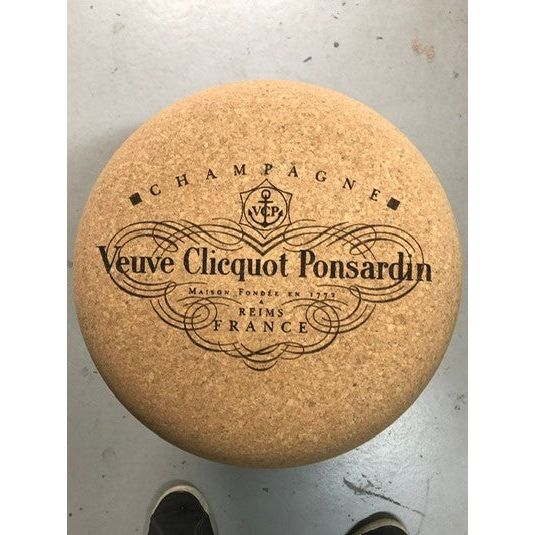 CHAMPAGNE
VCP
Veuve Clicquot Ponsardin
MAISON FONDÉE EN 1772
A
REIMS
FRANCE